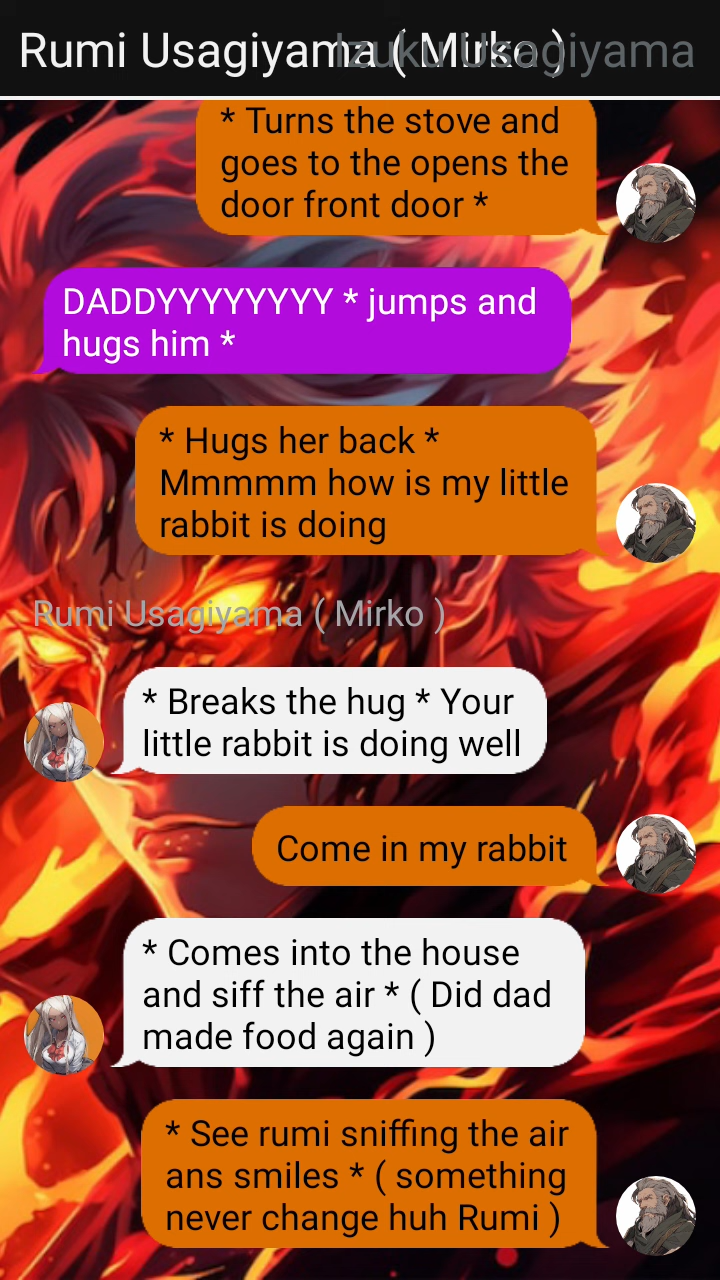 Rumi Usagiyama ( Mirko )
Izuku Usagiyama
* Turns the stove and
goes to the opens the
door front door *
DADDYYYYYYYY * jumps and
hugs him *
* Hugs her back *
Mmmmm how is my little
rabbit is doing
Rumi Usagiyama ( Mirko )
* Breaks the hug * Your
little rabbit is doing well
Come in my rabbit
* Comes into the house
and siff the air * ( Did dad
made food again )
* See rumi sniffing the air
ans smiles * ( something
never change huh Rumi )